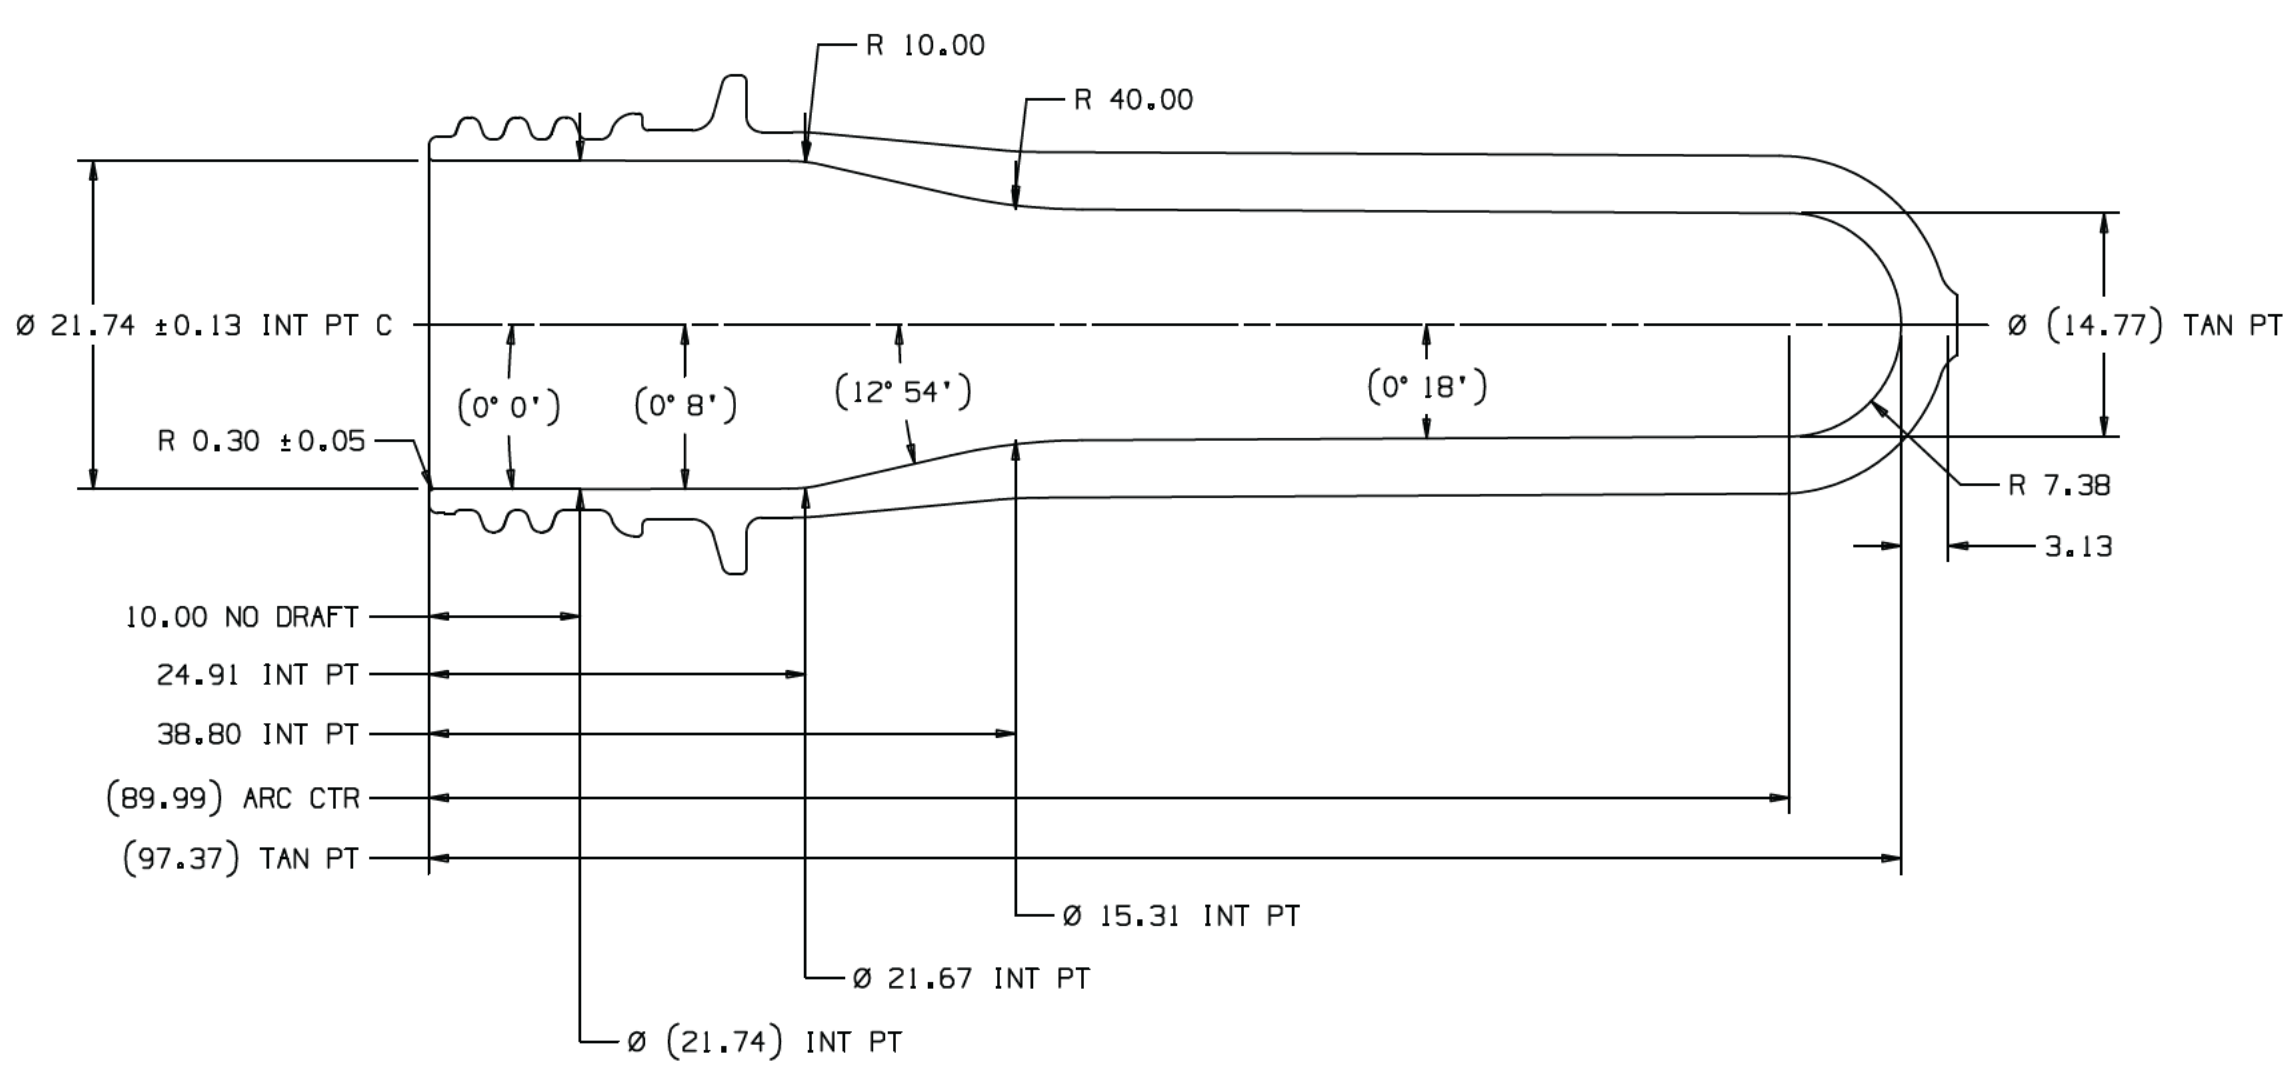 R 10.00
R 40.00
Ø 21.74 ±0.13 INT PT C
Ø (14.77) TAN PT
(0° 0')
(0° 8')
(12° 54')
(0° 18')
R 0.30 ±0.05
R 7.38
3.13
10.00 NO DRAFT
24.91 INT PT
38.80 INT PT
(89.99) ARC CTR
(97.37) TAN PT
Ø 15.31 INT PT
Ø 21.67 INT PT
Ø (21.74) INT PT